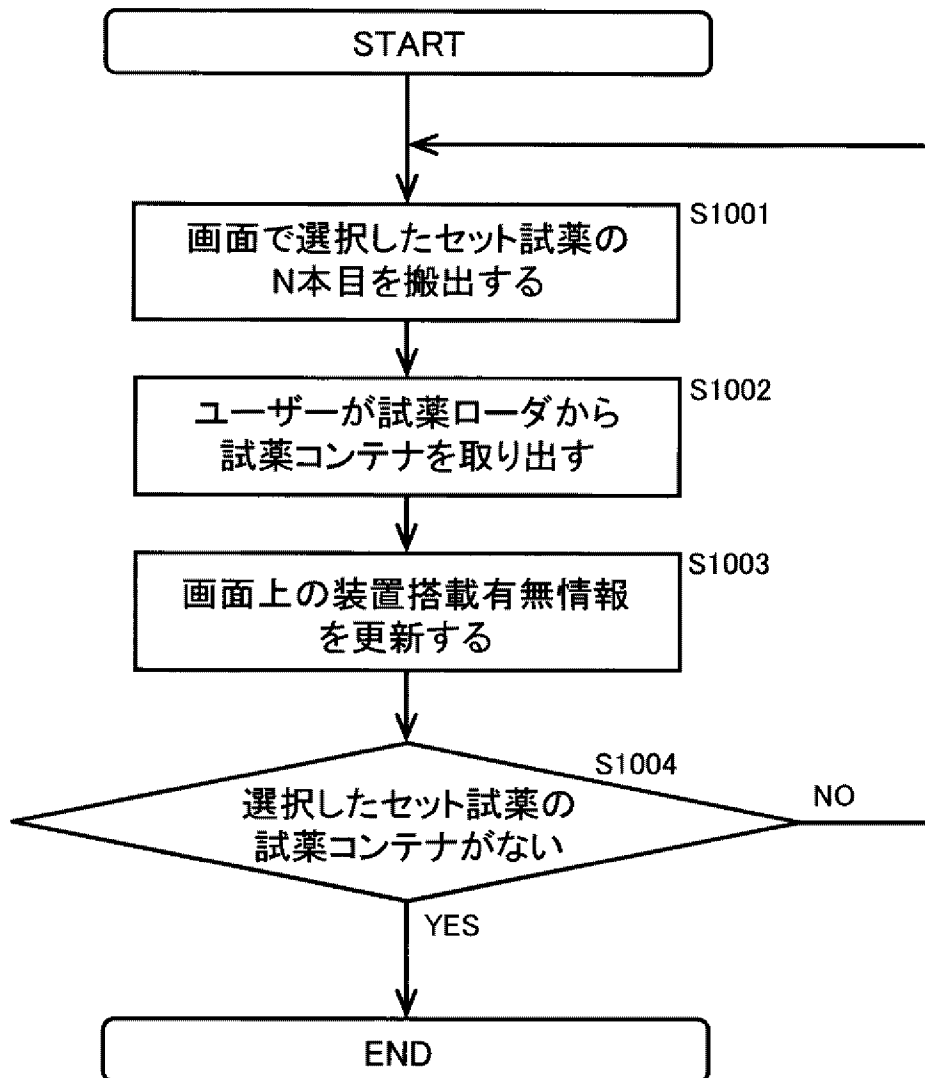 START
S1001
画面で選択したセット試薬の
N本目を搬出する
S1002
ユーザーが試薬ローダから
試薬コンテナを取り出す
S1003
画面上の装置搭載有無情報
を更新する
S1004
選択したセット試薬の
試薬コンテナがない
NO
YES
END